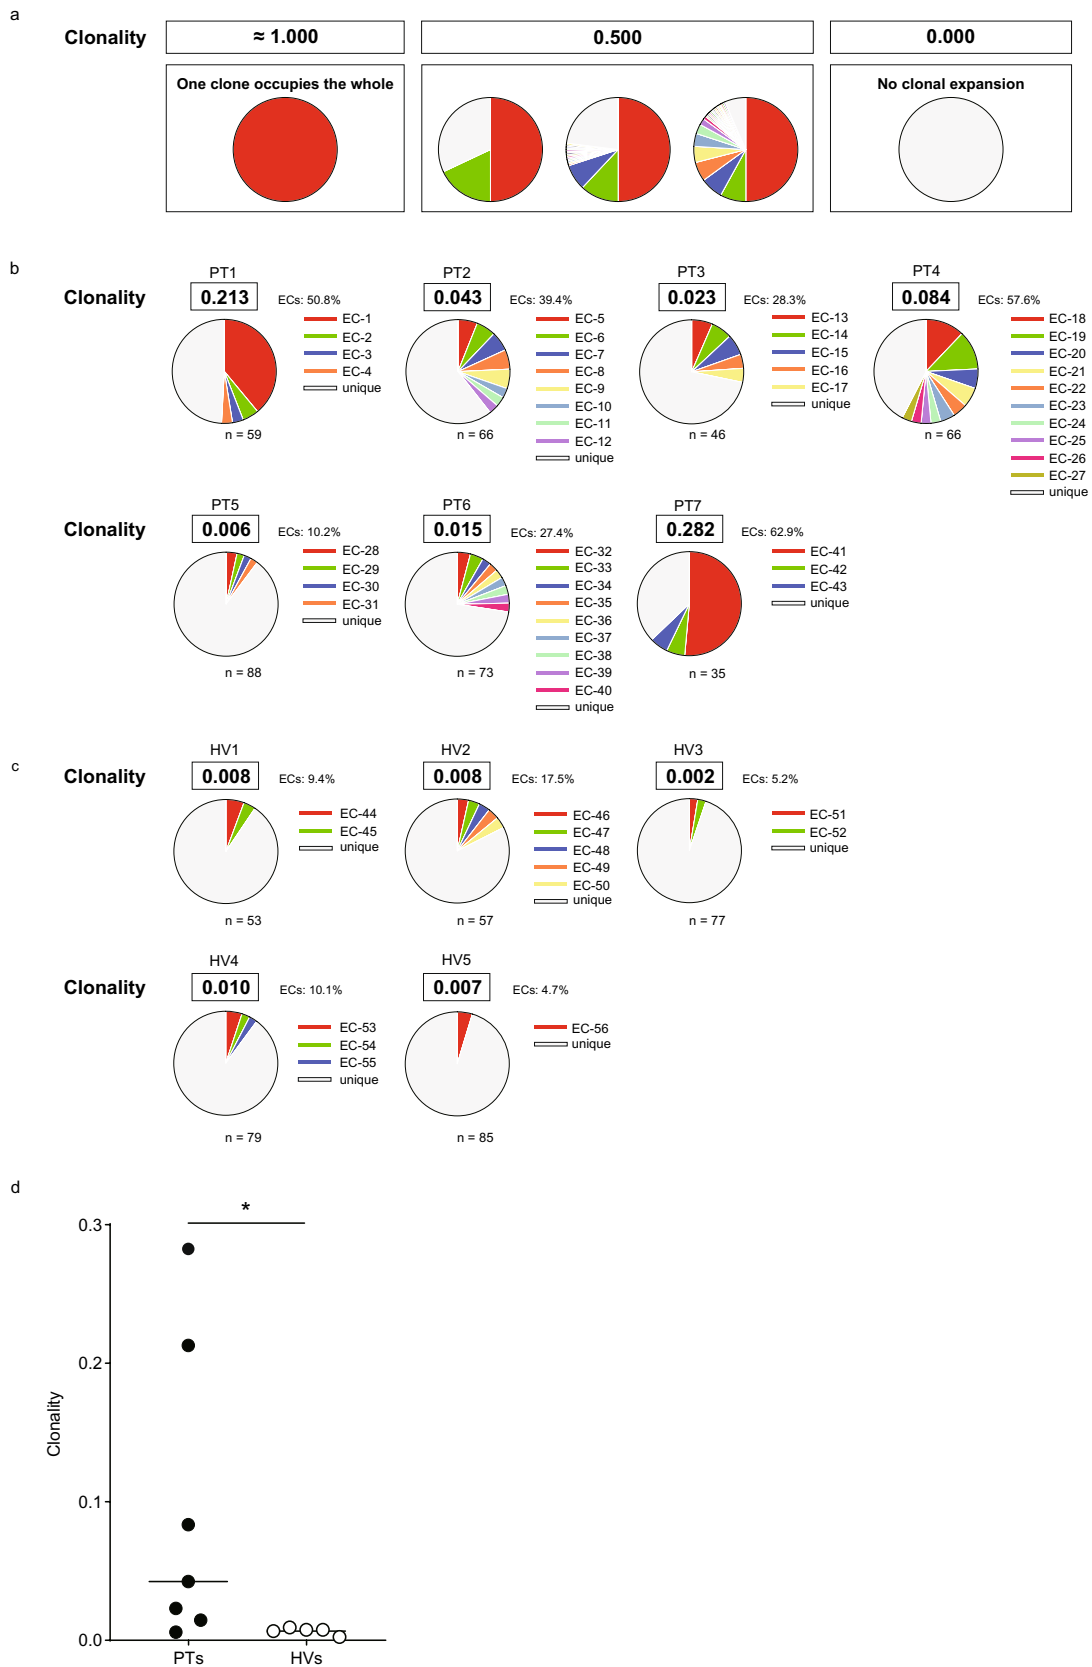 a
Clonality ≈ 1.000 0.500 0.000
One clone occupies the whole No clonal expansion
b
PT1 PT2 PT3 PT4
Clonality 0.213 ECs: 50.8% 0.043 ECs: 39.4% 0.023 ECs: 28.3% 0.084 ECs: 57.6%
EC-1
EC-2
EC-3
EC-4
unique
n = 59
EC-5
EC-6
EC-7
EC-8
EC-9
EC-10
EC-11
EC-12
unique
n = 66
EC-13
EC-14
EC-15
EC-16
EC-17
unique
n = 46
EC-18
EC-19
EC-20
EC-21
EC-22
EC-23
EC-24
EC-25
EC-26
EC-27
unique
n = 66
PT5 PT6 PT7
Clonality 0.006 ECs: 10.2% 0.015 ECs: 27.4% 0.282 ECs: 62.9%
EC-28
EC-29
EC-30
EC-31
unique
n = 88
EC-32
EC-33
EC-34
EC-35
EC-36
EC-37
EC-38
EC-39
EC-40
unique
n = 73
EC-41
EC-42
EC-43
unique
n = 35
c
HV1 HV2 HV3
Clonality 0.008 ECs: 9.4% 0.008 ECs: 17.5% 0.002 ECs: 5.2%
EC-44
EC-45
unique
n = 53
EC-46
EC-47
EC-48
EC-49
EC-50
unique
n = 57
EC-51
EC-52
unique
n = 77
HV4 HV5
Clonality 0.010 ECs: 10.1% 0.007 ECs: 4.7%
EC-53
EC-54
EC-55
unique
n = 79
EC-56
unique
n = 85
d
*
0.3
0.2
0.1
0.0
Clonality
PTs HVs